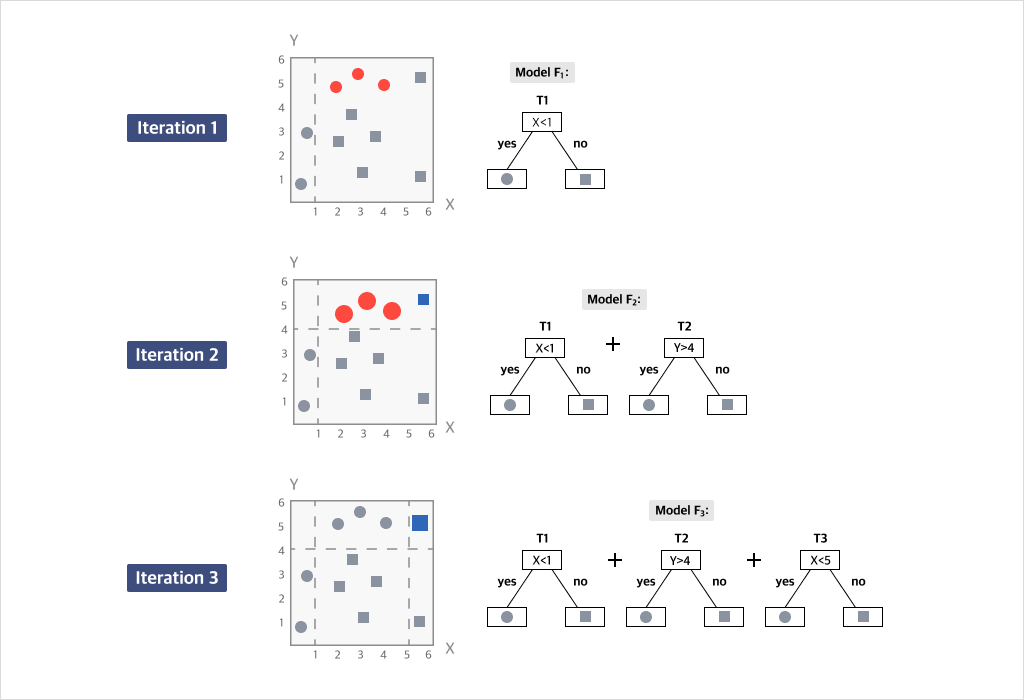 Iteration 1
Y
6
5
4
3
2
1
1 2 3 4 5 6
X
Model F₁:
T1
X<1
yes no
Iteration 2
Y
6
5
4
3
2
1
1 2 3 4 5 6
X
Model F₂:
T1 + T2
X<1 Y>4
yes no yes no
Iteration 3
Y
6
5
4
3
2
1
1 2 3 4 5 6
X
Model F₃:
T1 + T2 + T3
X<1 Y>4 X<5
yes no yes no yes no